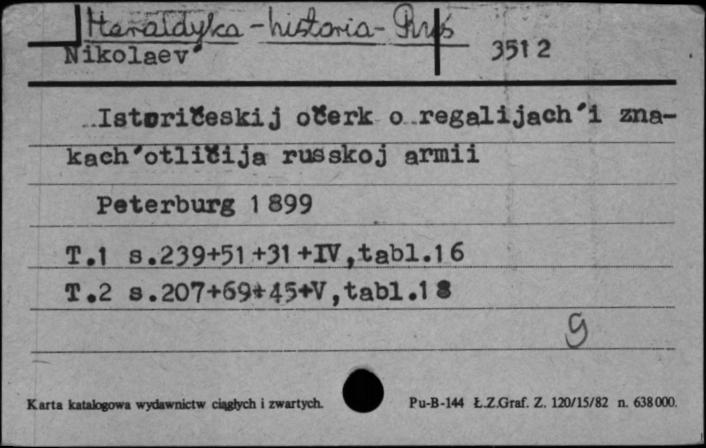 Heraldyka - historia - Ruś
Nikolaev' 3512
Istoričeskij očerk o regalijach'i zna-
kach'otličija russkoj armii
Peterburg 1899
T.1 s.239+51+31+IV,tabl.16
T.2 s.207+69+45+V,tabl.18
g
Karta katalogowa wydawnictw ciągłych i zwartych. Pu-B-144 Ł.Z.Graf. Z. 120/15/82 n. 638000.